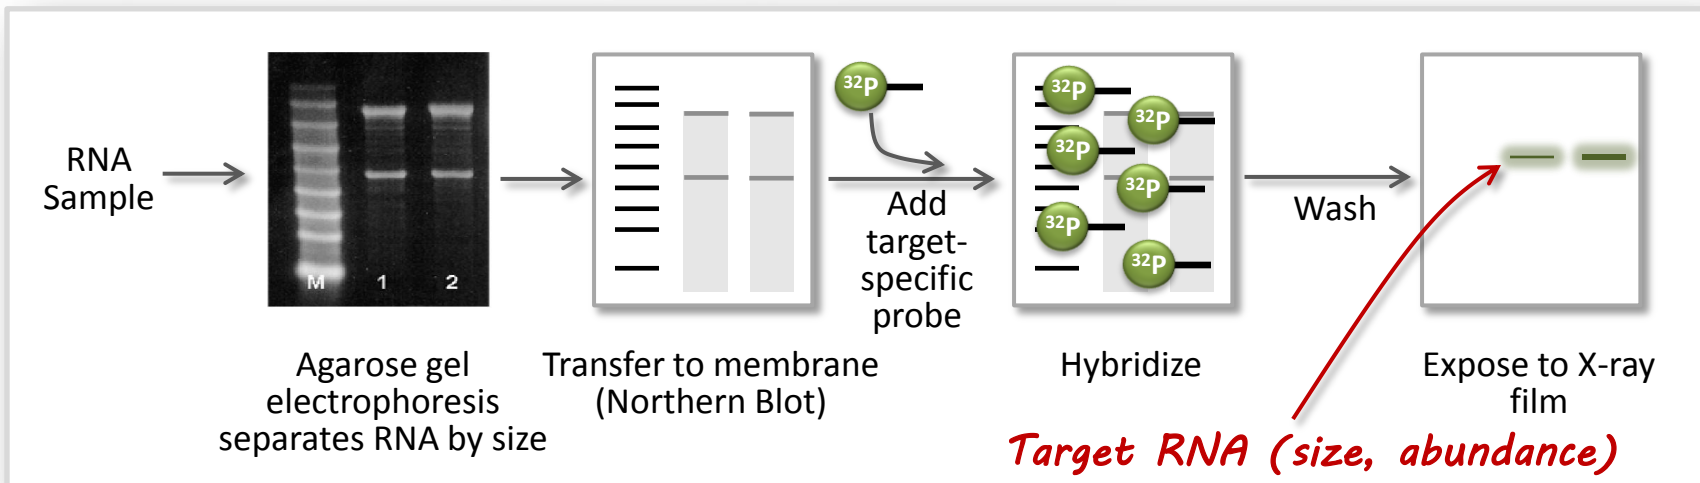 RNA
Sample
M 1 2
Agarose gel
electrophoresis
separates RNA by size
Transfer to membrane
(Northern Blot)
32P
Add
target-
specific
probe
32P
32P
32P
32P
32P
32P
Hybridize
Wash
Expose to X-ray
film
Target RNA (size, abundance)